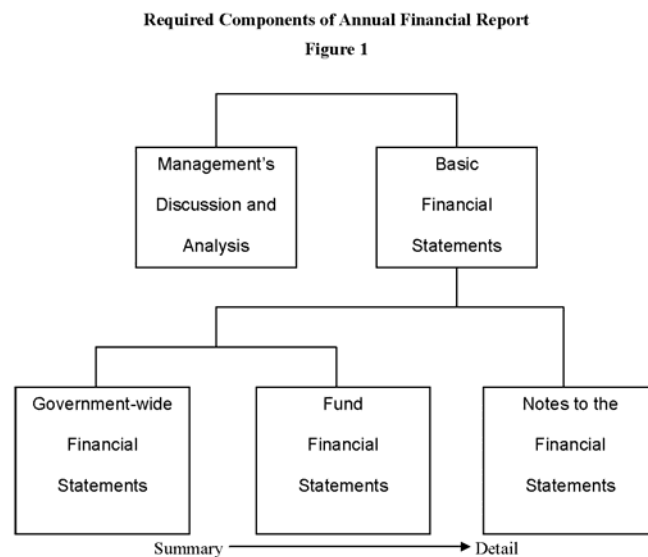 Required Components of Annual Financial Report
Figure 1
Management's
Discussion and
Analysis
Basic
Financial
Statements
Government-wide
Financial
Statements
Fund
Financial
Statements
Notes to the
Financial
Statements
Summary
Detail